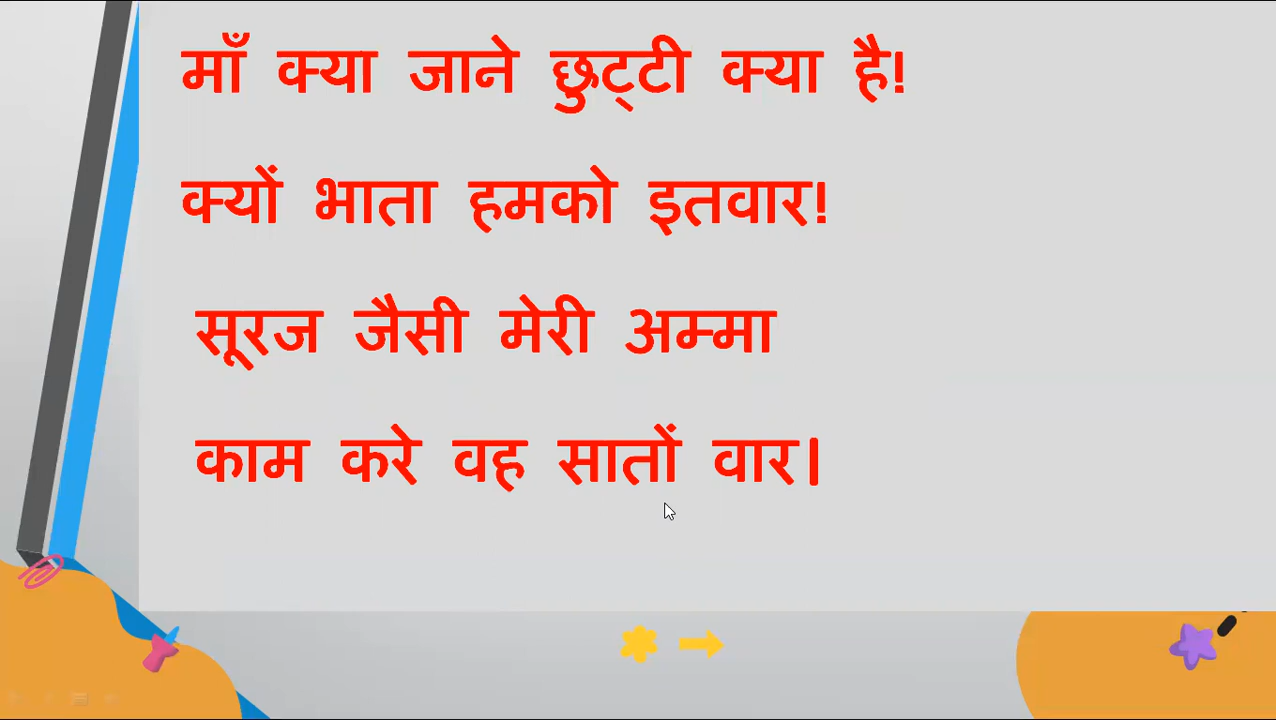 माँ क्या जाने छुट्टी क्या है!
क्यों भाता हमको इतवार!
सूरज जैसी मेरी अम्मा
काम करे वह सातों वार।